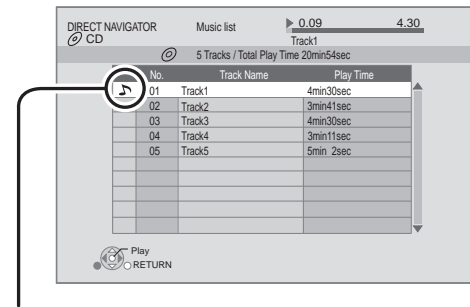 DIRECT NAVIGATOR Music list 0.09 4.30
CD Track1
5 Tracks / Total Play Time 20min54sec
No. Track Name Play Time
01 Track1 4min30sec
02 Track2 3min41sec
03 Track3 4min30sec
04 Track4 3min11sec
05 Track5 5min 2sec
Play
RETURN